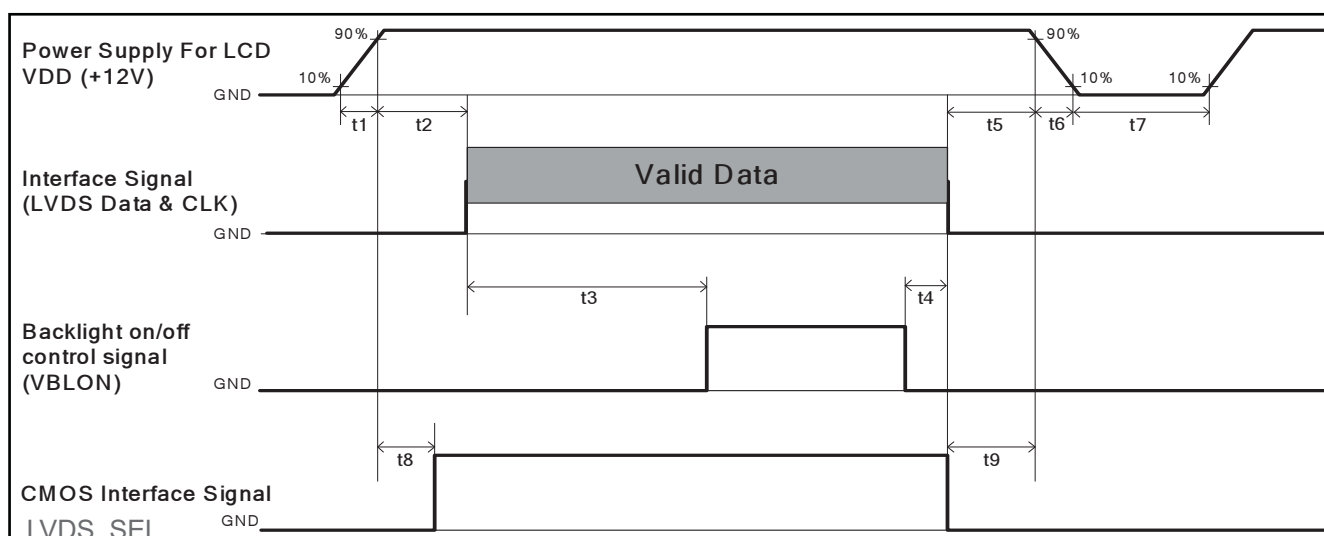 Power Supply For LCD
VDD (+12V)
90%
90%
10%
10%
10%
GND
t1
t2
t5
t6
t7
Interface Signal
(LVDS Data & CLK)
Valid Data
GND
t3
t4
Backlight on/off
control signal
(VBLON)
GND
t8
t9
CMOS Interface Signal
LVDS_SEL
GND